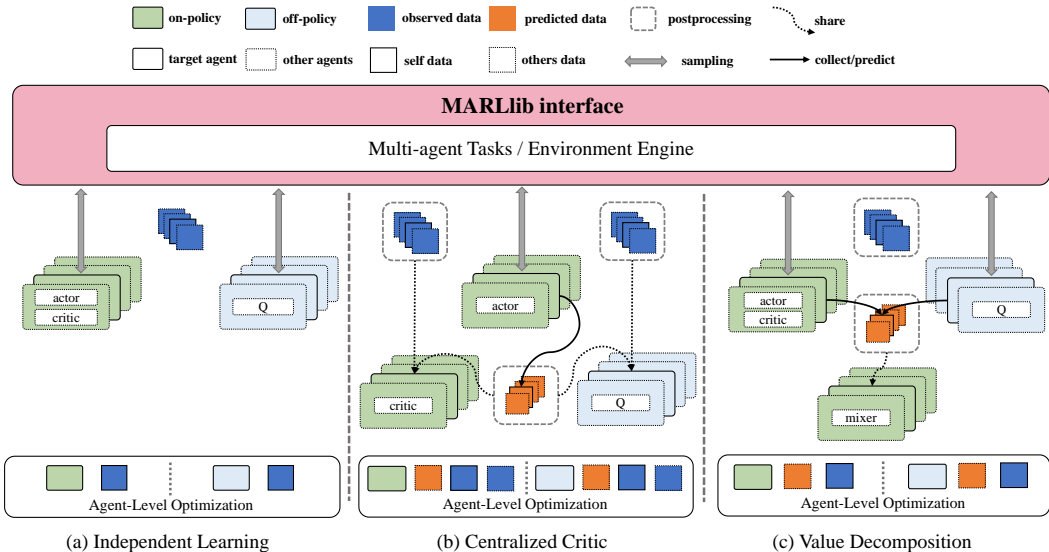 on-policy
off-policy
observed data
predicted data
postprocessing
share
target agent
other agents
self data
others data
sampling
collect/predict
MARLlib interface
Multi-agent Tasks / Environment Engine
actor
critic
Q
actor
critic
Q
actor
critic
Q
mixer
Agent-Level Optimization
Agent-Level Optimization
Agent-Level Optimization
(a) Independent Learning
(b) Centralized Critic
(c) Value Decomposition